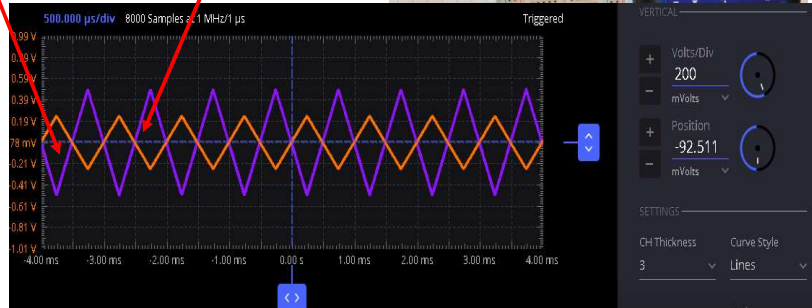 500.000 µs/div 8000 Samples at 1 MHz/1 µs Triggered
0.99 V
0.59 V
0.39 V
0.19 V
78 mV
-0.21 V
-0.41 V
-0.61 V
-0.81 V
-1.01 V
-4.00 ms -3.00 ms -2.00 ms -1.00 ms 0.00 s 1.00 ms 2.00 ms 3.00 ms 4.00 ms
VERTICAL
Volts/Div
+
200
-
mVolts
Position
+
-92.511
-
mVolts
SETTINGS
CH Thickness Curve Style
3 Lines